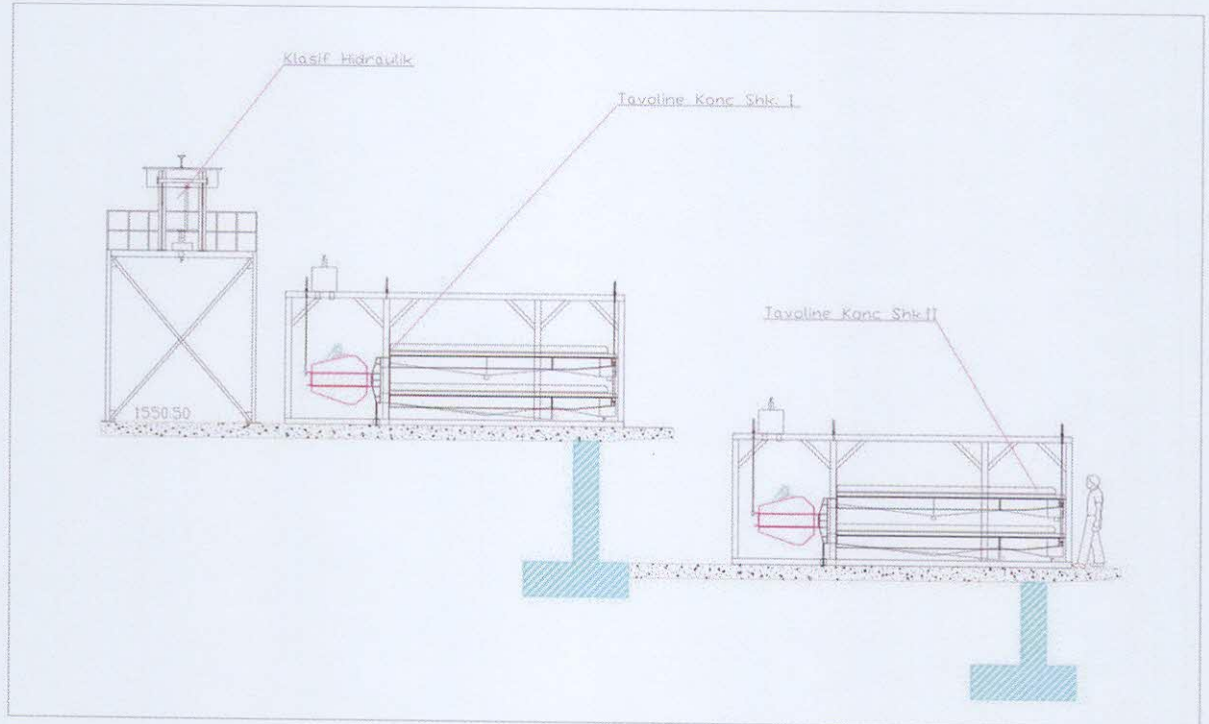 Klasif Hidraulik
Tavoline Konc Shk. I
Tavoline Konc Shk.II
1550.50